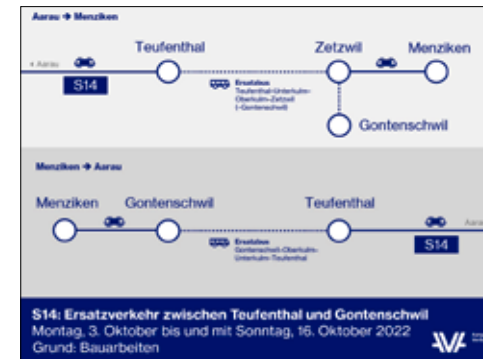 Aarau → Menziken
Teufenthal
Zetzwil
Menziken
Aarau
S14
Ersatzbus
Teufenthal-Unterkulm-
Oberkulm-Zetzwil
(-Gontenschwil)
Gontenschwil
Menziken → Aarau
Menziken
Gontenschwil
Teufenthal
Aarau
Ersatzbus
Gontenschwil-Oberkulm-
Unterkulm-Teufenthal
S14
S14: Ersatzverkehr zwischen Teufenthal und Gontenschwil
Montag, 3. Oktober bis und mit Sonntag, 16. Oktober 2022
Grund: Bauarbeiten